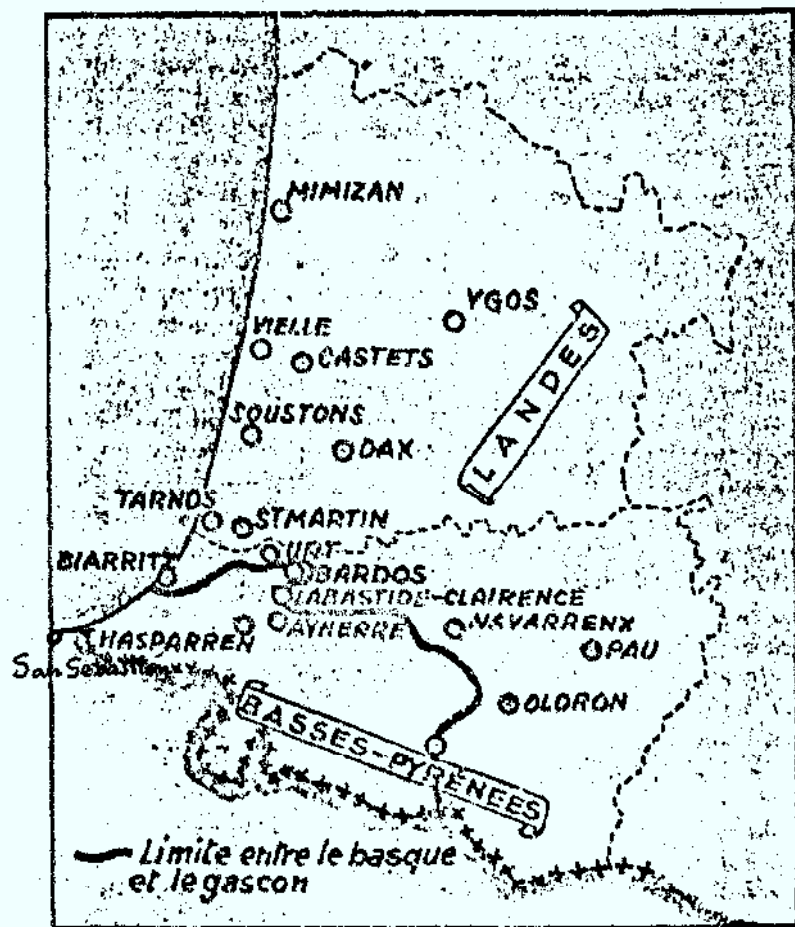 MIMIZAN
YGOS
VIELLE
CASTETS
LANDES
SOUSTONS
DAX
TARNOS
ST MARTIN
URT
BIARRITZ
BARDOS
LABASTIDE-CLAIRENCE
HASPARREN
AYHERRE
NAVARRENX
PAU
San Sebastien
OLORON
BASSES-PYRENEES
Limite entre le basque
et le gascon